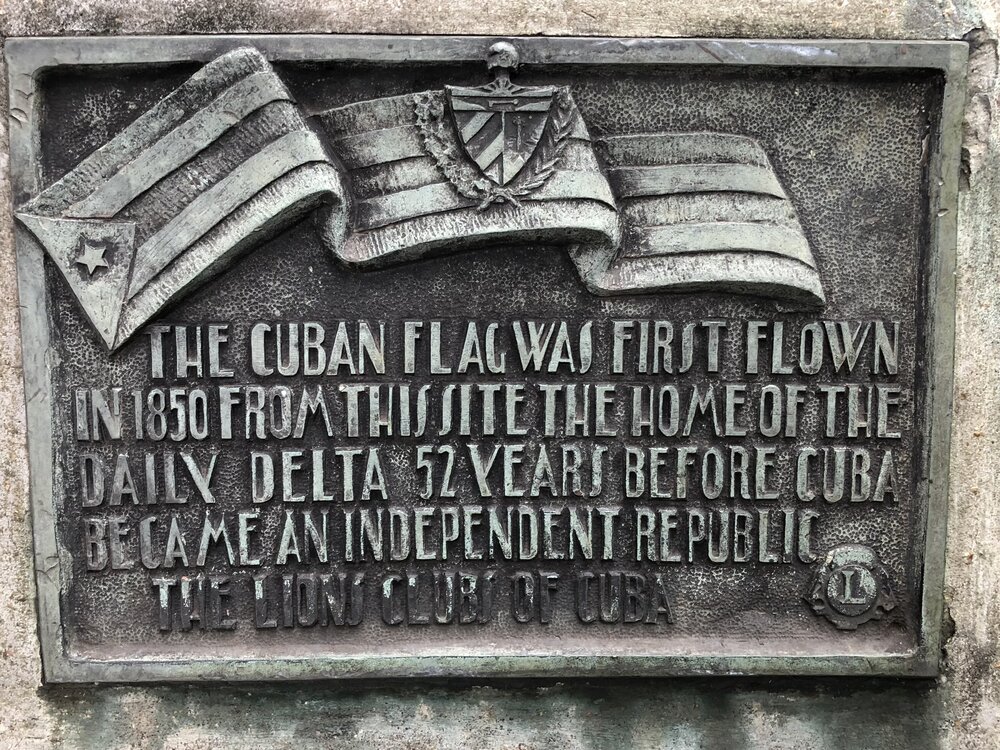 THE CUBAN FLAG WAS FIRST FLOWN
IN 1850 FROM THIS SITE THE HOME OF THE
DAILY DELTA 52 YEARS BEFORE CUBA
BECAME AN INDEPENDENT REPUBLIC
THE LIONS CLUBS OF CUBA
L